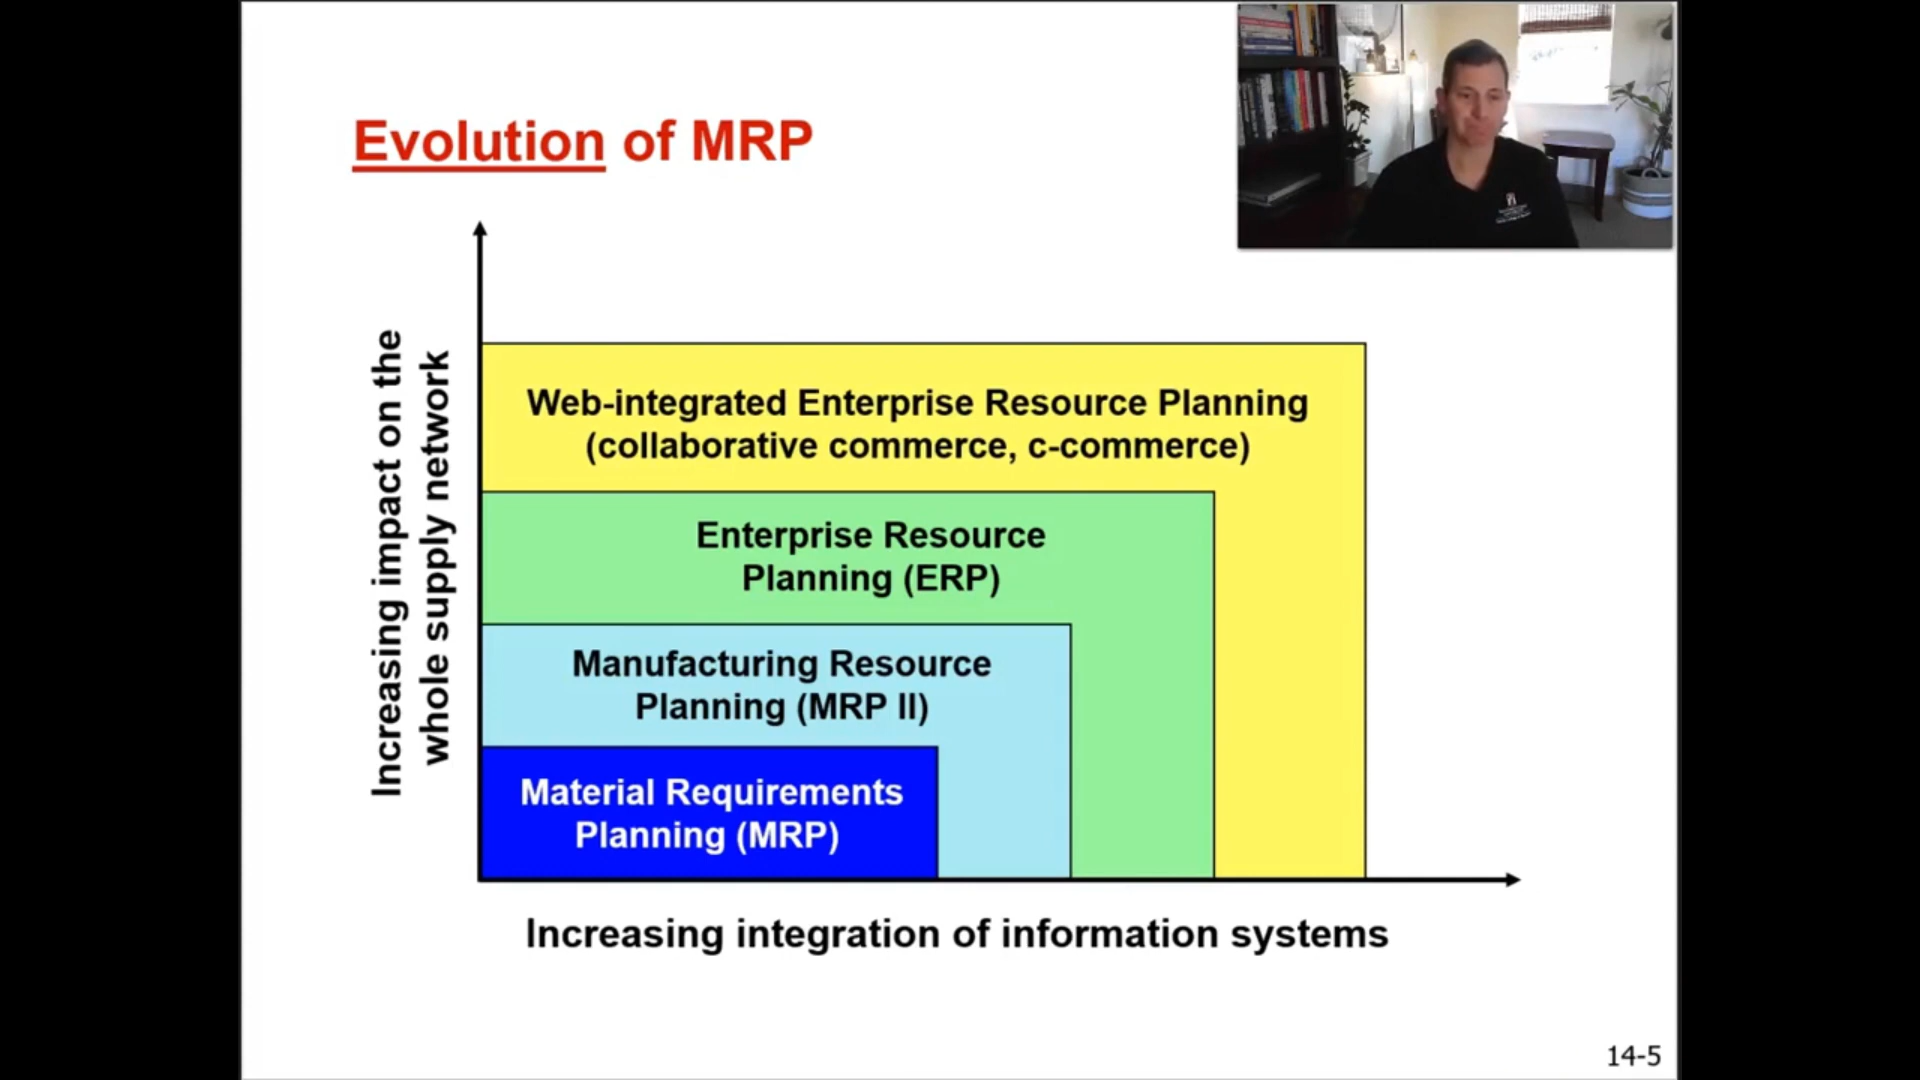 Evolution of MRP
Increasing impact on the
whole supply network
Web-integrated Enterprise Resource Planning
(collaborative commerce, c-commerce)
Enterprise Resource
Planning (ERP)
Manufacturing Resource
Planning (MRP II)
Material Requirements
Planning (MRP)
Increasing integration of information systems
14-5